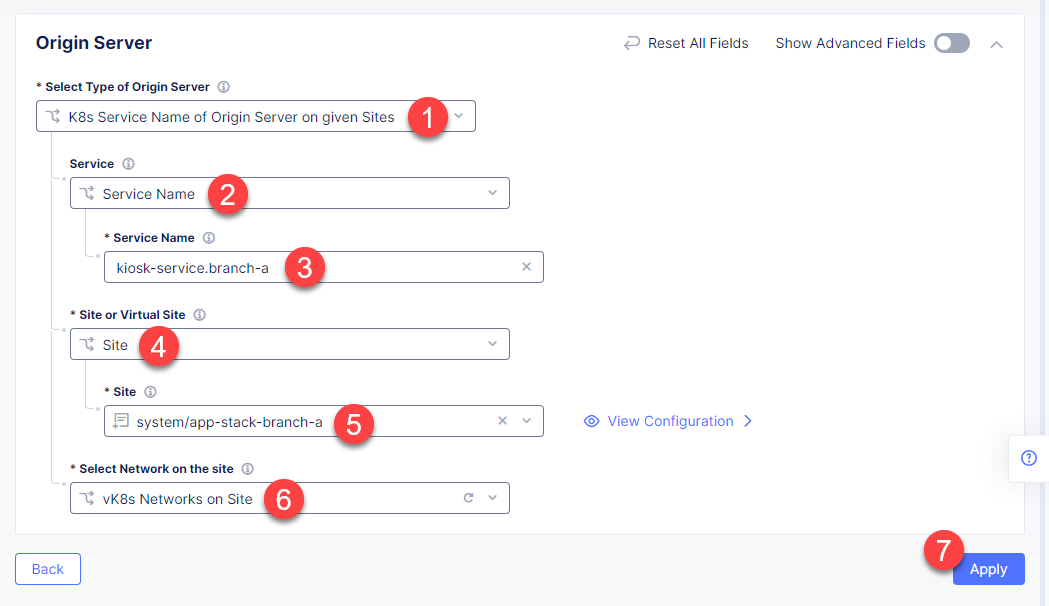 Origin Server
Reset All Fields
Show Advanced Fields
* Select Type of Origin Server
K8s Service Name of Origin Server on given Sites
1
Service
Service Name
2
* Service Name
kiosk-service.branch-a
3
* Site or Virtual Site
Site
4
* Site
system/app-stack-branch-a
5
View Configuration
* Select Network on the site
vK8s Networks on Site
6
7
Back
Apply